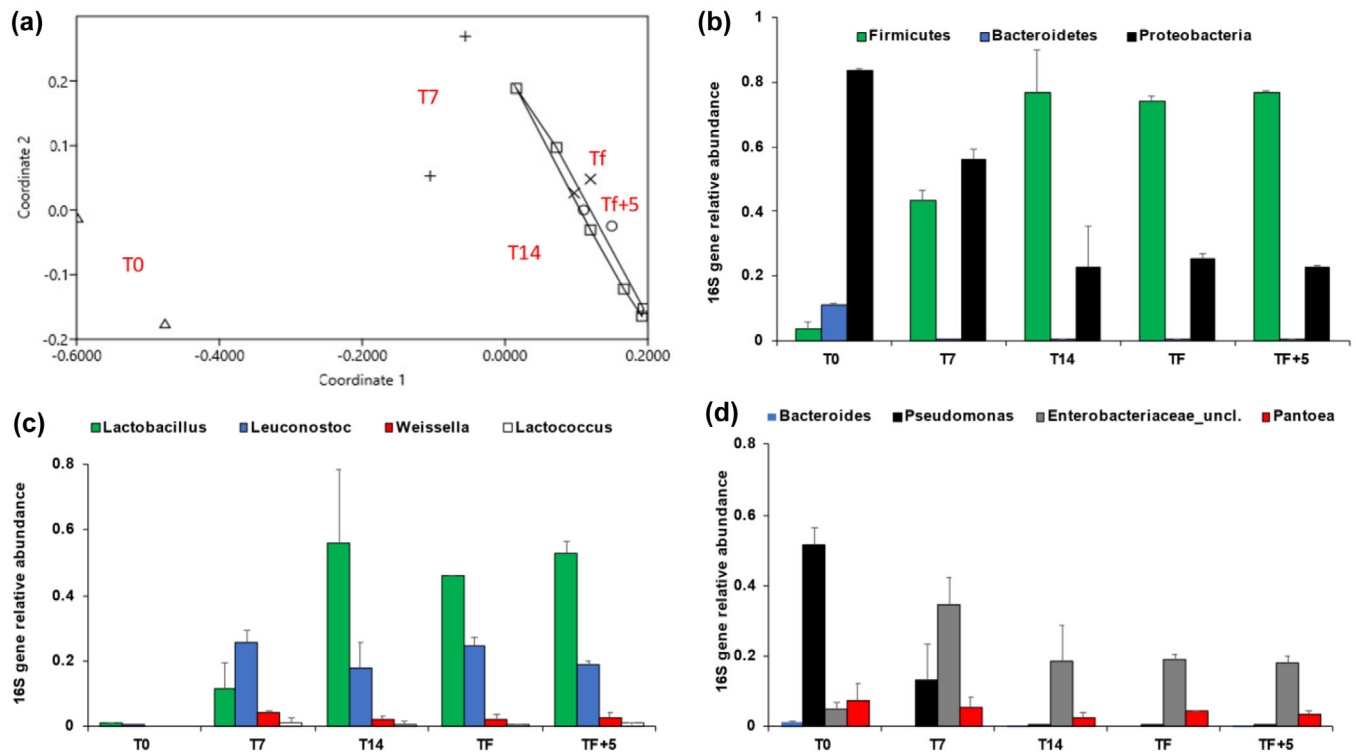 (a)
Coordinate 2
0.2
0.1
0.0
-0.1
-0.2
T7
Tf
Tf+5
T14
T0
-0.6000 -0.4000 -0.2000 0.0000 0.2000
Coordinate 1
(b)
Firmicutes Bacteroidetes Proteobacteria
16S gene relative abundance
1
0.8
0.6
0.4
0.2
0
T0 T7 T14 TF TF+5
(c)
Lactobacillus Leuconostoc Weissella Lactococcus
16S gene relative abundance
0.8
0.6
0.4
0.2
0
T0 T7 T14 TF TF+5
(d)
Bacteroides Pseudomonas Enterobacteriaceae_uncl. Pantoea
16S gene relative abundance
0.8
0.6
0.4
0.2
0
T0 T7 T14 TF TF+5